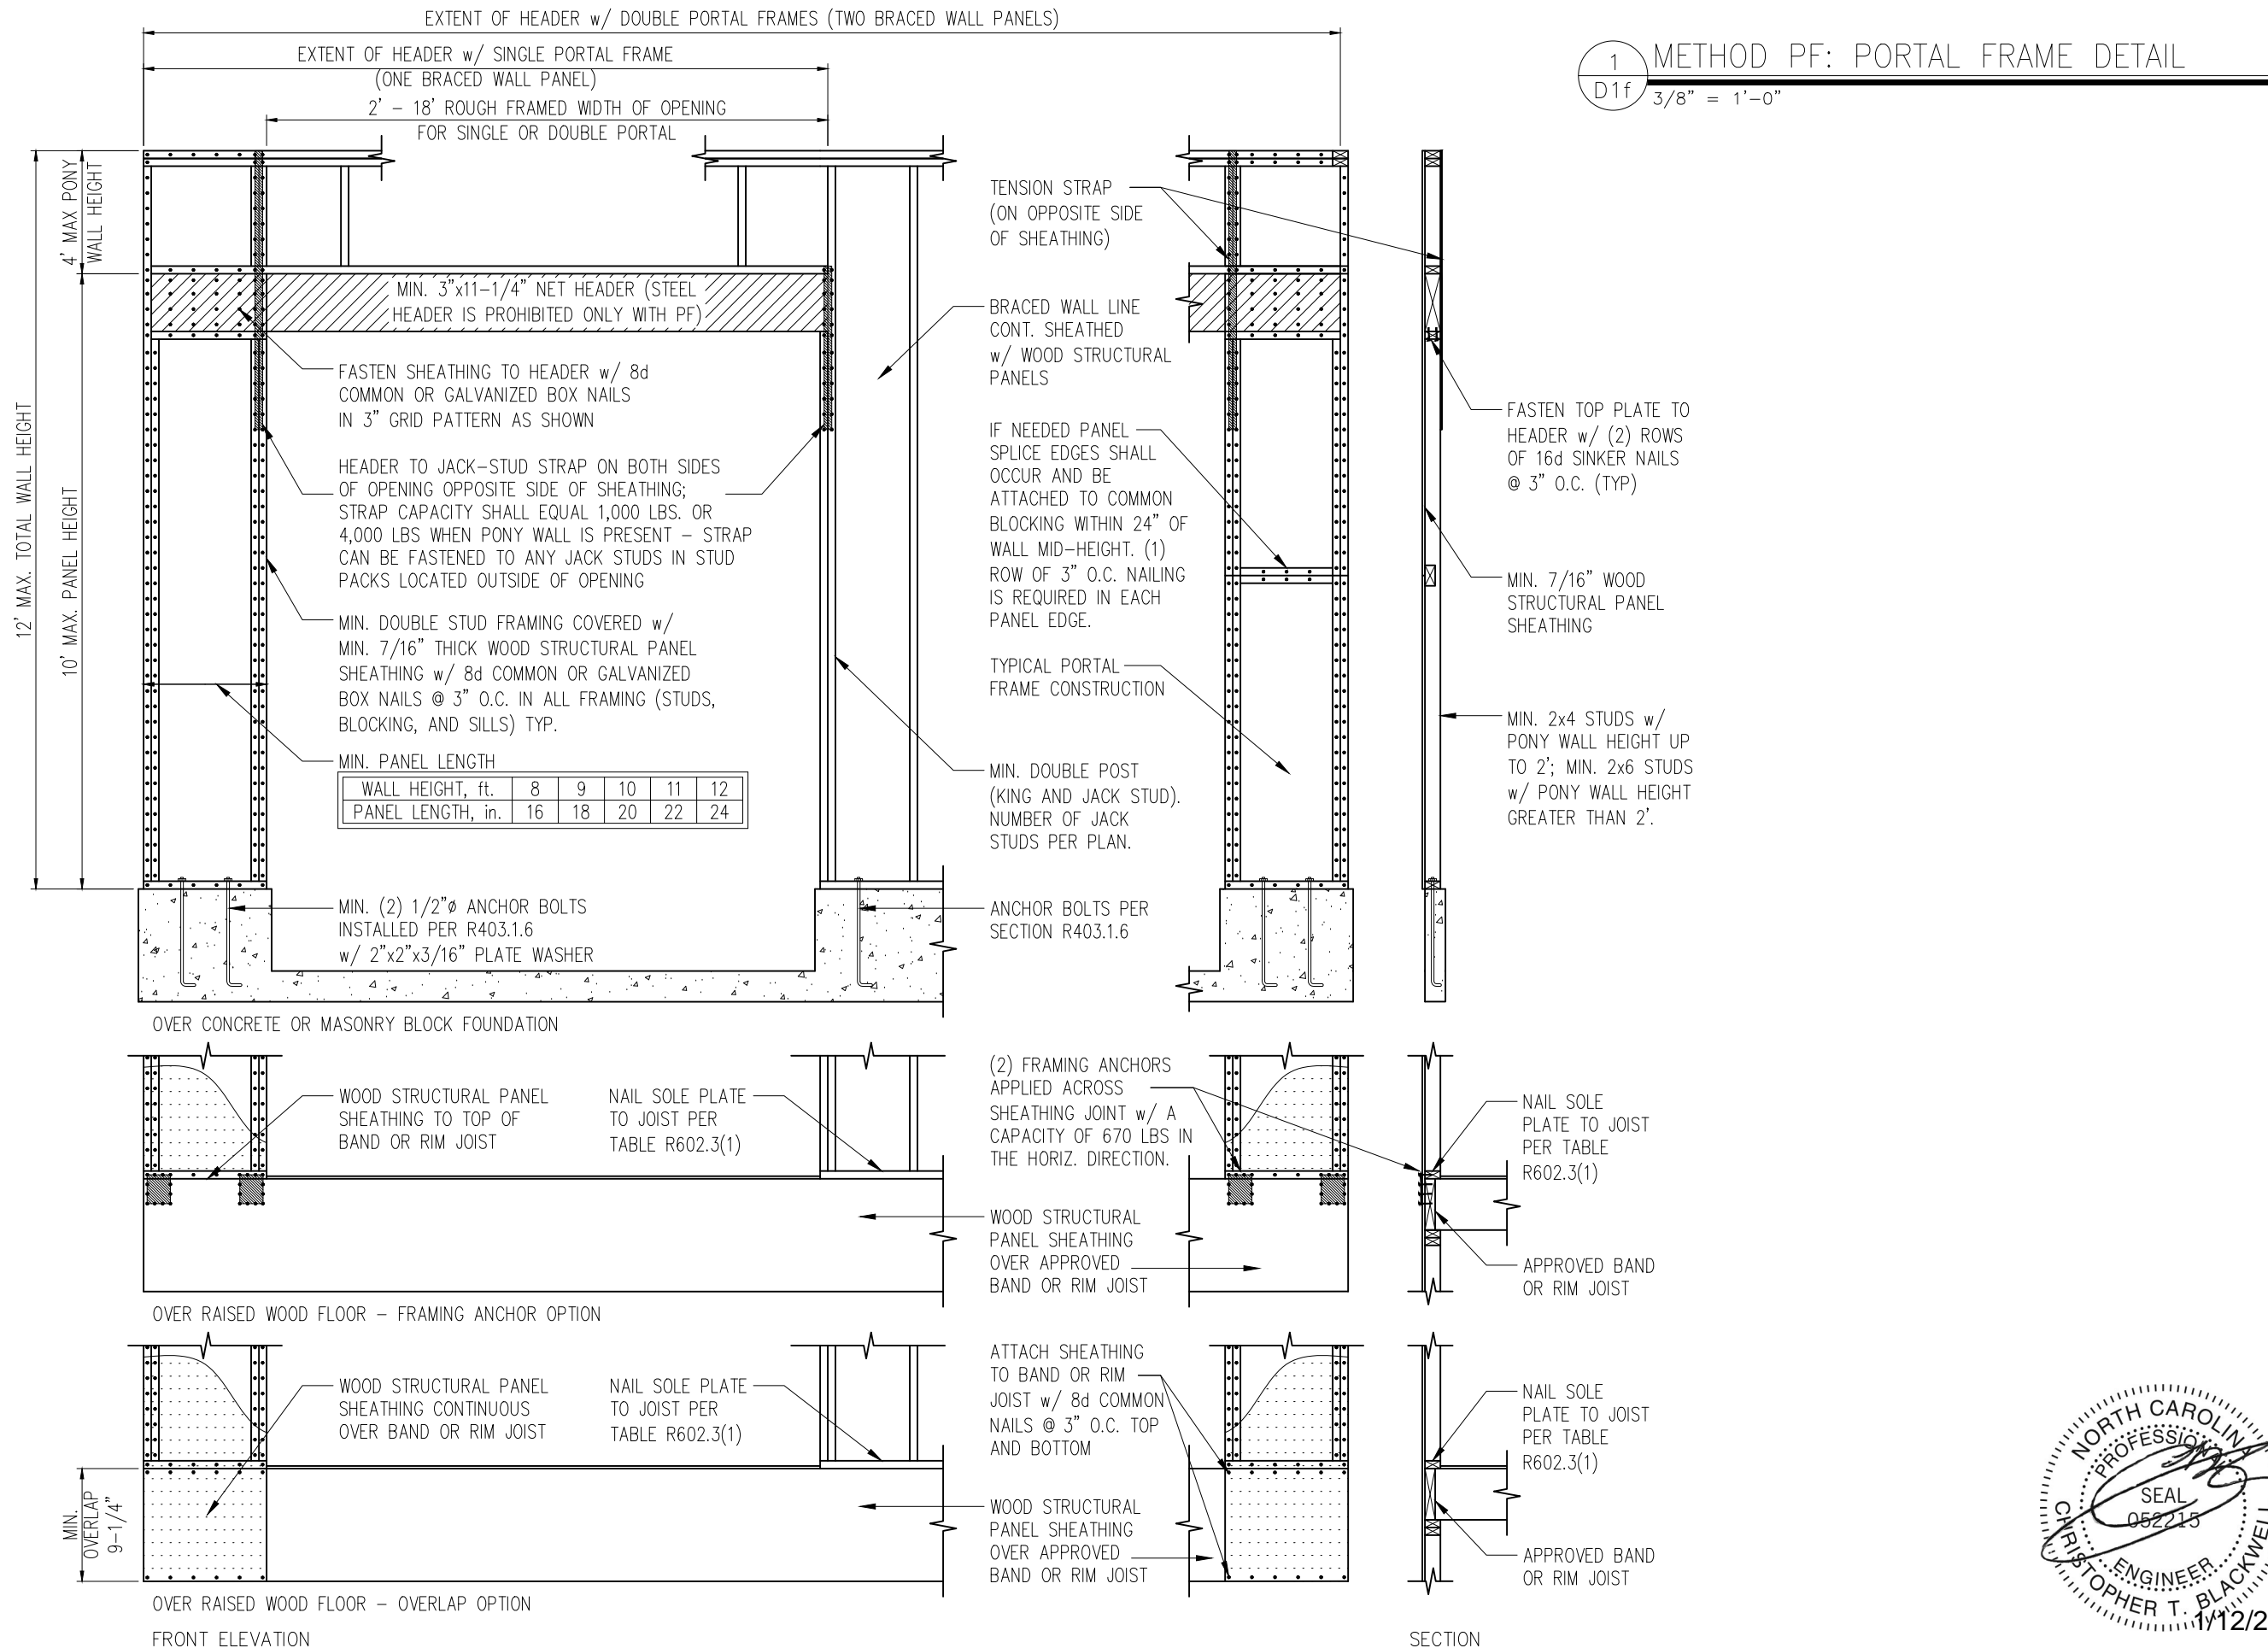 EXTENT OF HEADER w/ DOUBLE PORTAL FRAMES (TWO BRACED WALL PANELS)
EXTENT OF HEADER w/ SINGLE PORTAL FRAME
(ONE BRACED WALL PANEL)
2' - 18' ROUGH FRAMED WIDTH OF OPENING
FOR SINGLE OR DOUBLE PORTAL
1
D1f
METHOD PF: PORTAL FRAME DETAIL
3/8" = 1'-0"
12' MAX. TOTAL WALL HEIGHT
4' MAX PONY
WALL HEIGHT
10' MAX. PANEL HEIGHT
MIN. 3"x11-1/4" NET HEADER (STEEL
HEADER IS PROHIBITED ONLY WITH PF)
FASTEN SHEATHING TO HEADER w/ 8d
COMMON OR GALVANIZED BOX NAILS
IN 3" GRID PATTERN AS SHOWN
HEADER TO JACK-STUD STRAP ON BOTH SIDES
OF OPENING OPPOSITE SIDE OF SHEATHING;
STRAP CAPACITY SHALL EQUAL 1,000 LBS. OR
4,000 LBS WHEN PONY WALL IS PRESENT - STRAP
CAN BE FASTENED TO ANY JACK STUDS IN STUD
PACKS LOCATED OUTSIDE OF OPENING
MIN. DOUBLE STUD FRAMING COVERED w/
MIN. 7/16" THICK WOOD STRUCTURAL PANEL
SHEATHING w/ 8d COMMON OR GALVANIZED
BOX NAILS @ 3" O.C. IN ALL FRAMING (STUDS,
BLOCKING, AND SILLS) TYP.
MIN. PANEL LENGTH
WALL HEIGHT, ft. 8 9 10 11 12
PANEL LENGTH, in. 16 18 20 22 24
MIN. (2) 1/2"ø ANCHOR BOLTS
INSTALLED PER R403.1.6
w/ 2"x2"x3/16" PLATE WASHER
TENSION STRAP
(ON OPPOSITE SIDE
OF SHEATHING)
BRACED WALL LINE
CONT. SHEATHED
w/ WOOD STRUCTURAL
PANELS
IF NEEDED PANEL
SPLICE EDGES SHALL
OCCUR AND BE
ATTACHED TO COMMON
BLOCKING WITHIN 24" OF
WALL MID-HEIGHT. (1)
ROW OF 3" O.C. NAILING
IS REQUIRED IN EACH
PANEL EDGE.
TYPICAL PORTAL
FRAME CONSTRUCTION
MIN. DOUBLE POST
(KING AND JACK STUD).
NUMBER OF JACK
STUDS PER PLAN.
ANCHOR BOLTS PER
SECTION R403.1.6
FASTEN TOP PLATE TO
HEADER w/ (2) ROWS
OF 16d SINKER NAILS
@ 3" O.C. (TYP)
MIN. 7/16" WOOD
STRUCTURAL PANEL
SHEATHING
MIN. 2x4 STUDS w/
PONY WALL HEIGHT UP
TO 2'; MIN. 2x6 STUDS
w/ PONY WALL HEIGHT
GREATER THAN 2'.
OVER CONCRETE OR MASONRY BLOCK FOUNDATION
WOOD STRUCTURAL PANEL
SHEATHING TO TOP OF
BAND OR RIM JOIST
NAIL SOLE PLATE
TO JOIST PER
TABLE R602.3(1)
(2) FRAMING ANCHORS
APPLIED ACROSS
SHEATHING JOINT w/ A
CAPACITY OF 670 LBS IN
THE HORIZ. DIRECTION.
WOOD STRUCTURAL
PANEL SHEATHING
OVER APPROVED
BAND OR RIM JOIST
NAIL SOLE
PLATE TO JOIST
PER TABLE
R602.3(1)
APPROVED BAND
OR RIM JOIST
OVER RAISED WOOD FLOOR - FRAMING ANCHOR OPTION
MIN.
OVERLAP
9-1/4"
WOOD STRUCTURAL PANEL
SHEATHING CONTINUOUS
OVER BAND OR RIM JOIST
NAIL SOLE PLATE
TO JOIST PER
TABLE R602.3(1)
ATTACH SHEATHING
TO BAND OR RIM
JOIST w/ 8d COMMON
NAILS @ 3" O.C. TOP
AND BOTTOM
WOOD STRUCTURAL
PANEL SHEATHING
OVER APPROVED
BAND OR RIM JOIST
NAIL SOLE
PLATE TO JOIST
PER TABLE
R602.3(1)
APPROVED BAND
OR RIM JOIST
OVER RAISED WOOD FLOOR - OVERLAP OPTION
FRONT ELEVATION
SECTION
NORTH CAROLINA
PROFESSIONAL
SEAL
052215
ENGINEER
CHRISTOPHER T. BLACKWELL
1/12/2